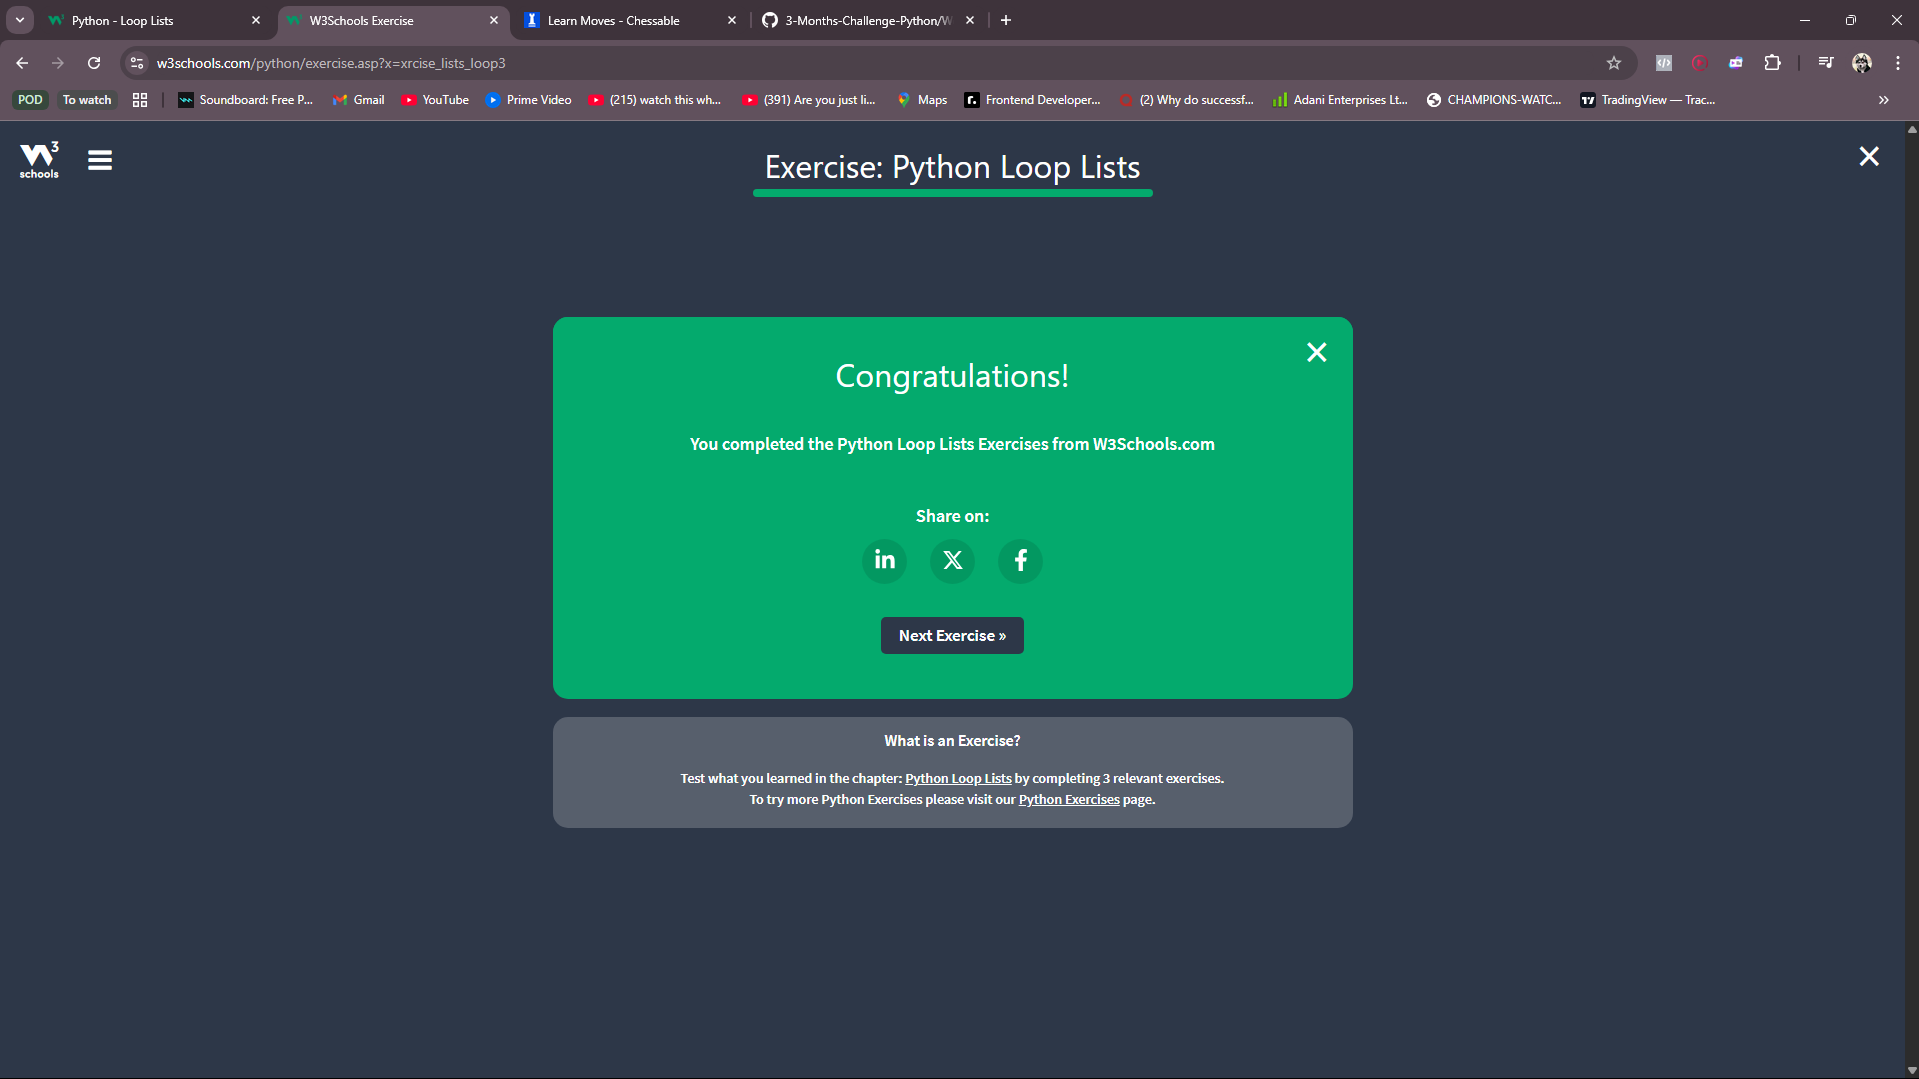 Python - Loop Lists
W3Schools Exercise
Learn Moves - Chessable
3-Months-Challenge-Python/W
w3schools.com/python/exercise.asp?x=xrcise_lists_loop3
POD
To watch
Soundboard: Free P...
Gmail
YouTube
Prime Video
(215) watch this wh...
(391) Are you just li...
Maps
Frontend Developer...
(2) Why do successf...
Adani Enterprises Lt...
CHAMPIONS-WATC...
TradingView — Trac...
W3
schools
Exercise: Python Loop Lists
Congratulations!
You completed the Python Loop Lists Exercises from W3Schools.com
Share on:
Next Exercise »
What is an Exercise?
Test what you learned in the chapter: Python Loop Lists by completing 3 relevant exercises.
To try more Python Exercises please visit our Python Exercises page.